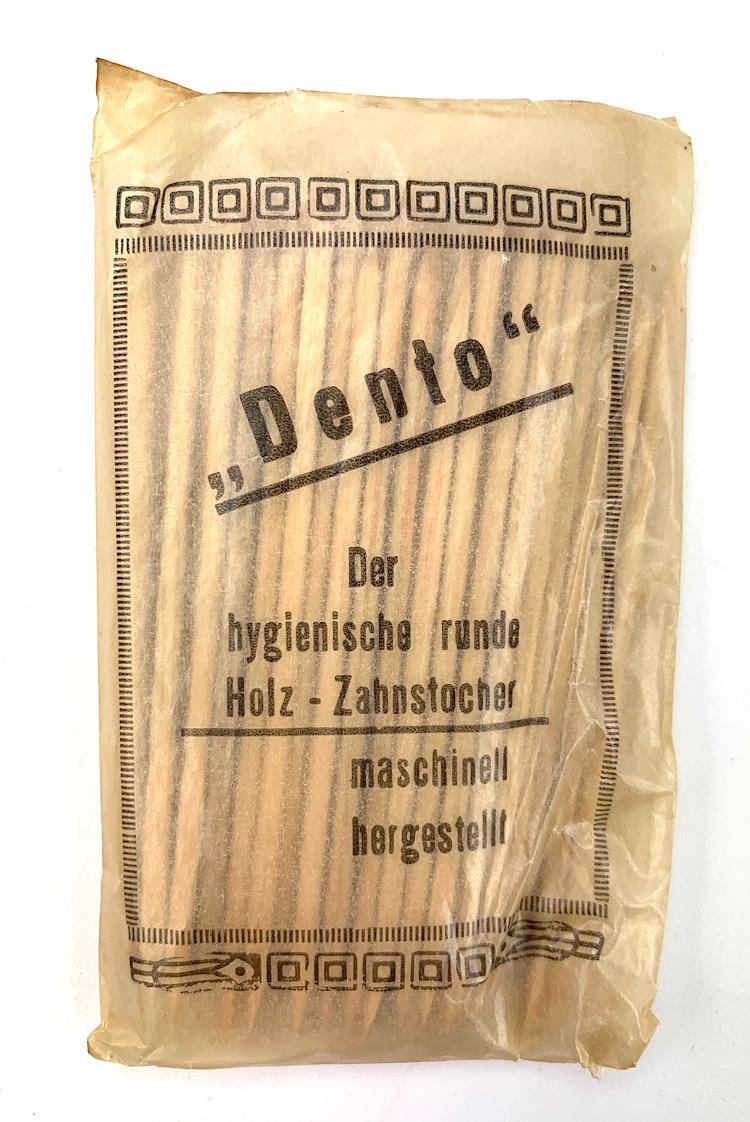 „Dento“
Der
hygienische runde
Holz - Zahnstocher
maschinell
hergestellt